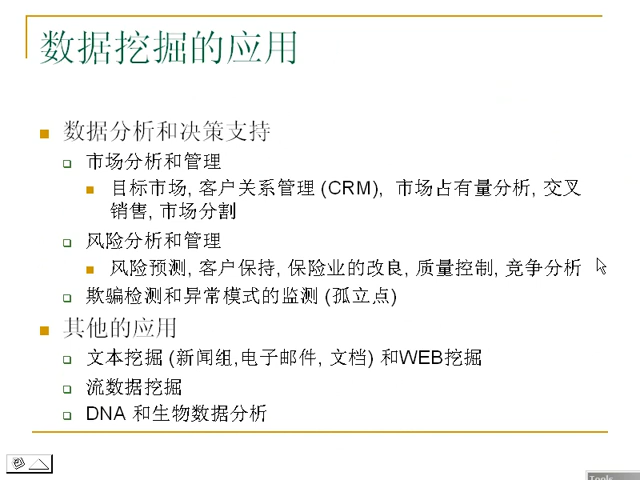 数据挖掘的应用
数据分析和决策支持
市场分析和管理
目标市场, 客户关系管理 (CRM), 市场占有量分析, 交叉
销售, 市场分割
风险分析和管理
风险预测, 客户保持, 保险业的改良, 质量控制, 竞争分析
欺骗检测和异常模式的监测 (孤立点)
其他的应用
文本挖掘 (新闻组,电子邮件, 文档) 和WEB挖掘
流数据挖掘
DNA 和生物数据分析
Tools